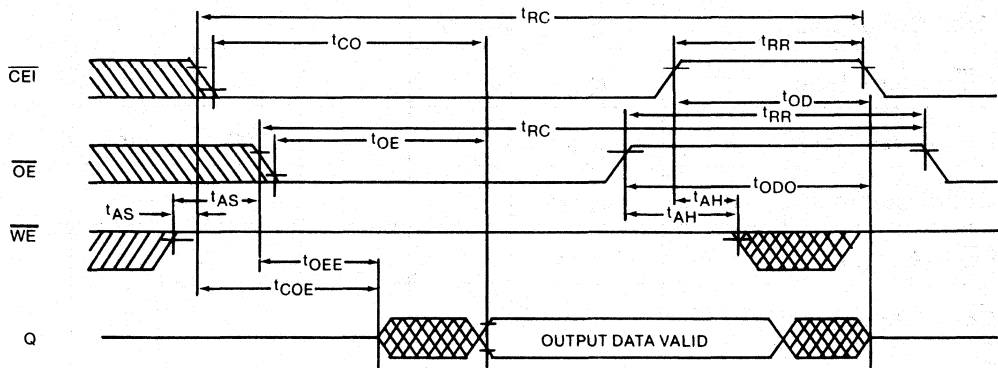 tRC
tCO
tRR
CEI
tOD
tRR
tRC
tOE
OE
tODO
tAS
tAS
tAH
tAH
WE
tOEE
tCOE
Q
OUTPUT DATA VALID